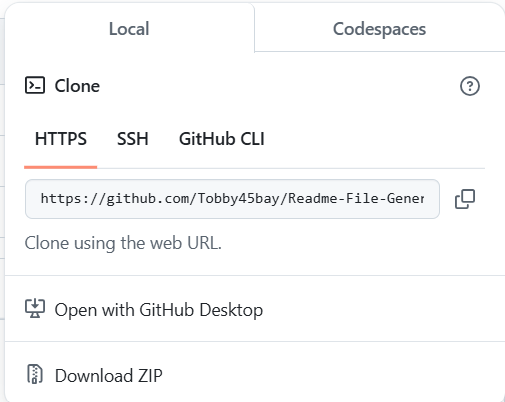 Local Codespaces
Clone
HTTPS SSH GitHub CLI
https://github.com/Tobby45bay/Readme-File-Gener
Clone using the web URL.
Open with GitHub Desktop
Download ZIP